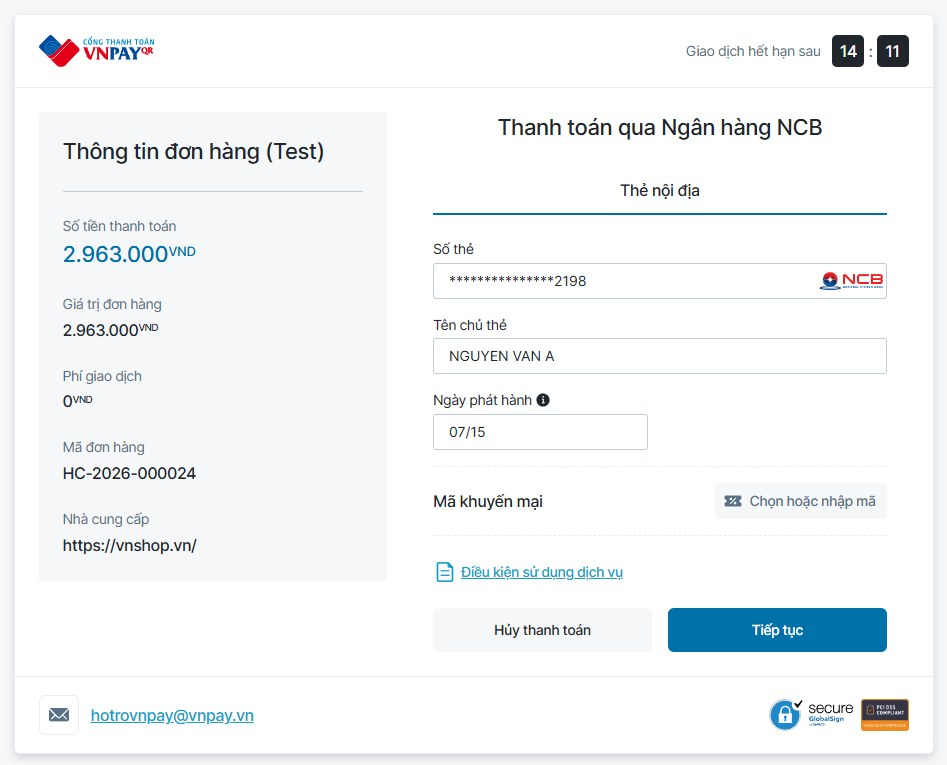 CỔNG THANH TOÁN
VNPAYQR
Giao dịch hết hạn sau 14 : 11
Thông tin đơn hàng (Test)
Số tiền thanh toán
2.963.000VND
Giá trị đơn hàng
2.963.000VND
Phí giao dịch
0VND
Mã đơn hàng
HC-2026-000024
Nhà cung cấp
https://vnshop.vn/
Thanh toán qua Ngân hàng NCB
Thẻ nội địa
Số thẻ
***************2198
NCB
Tên chủ thẻ
NGUYEN VAN A
Ngày phát hành
07/15
Mã khuyến mại
Chọn hoặc nhập mã
Điều kiện sử dụng dịch vụ
Hủy thanh toán
Tiếp tục
hotrovnpay@vnpay.vn
secure
GlobalSign
PCI DSS
COMPLIANT